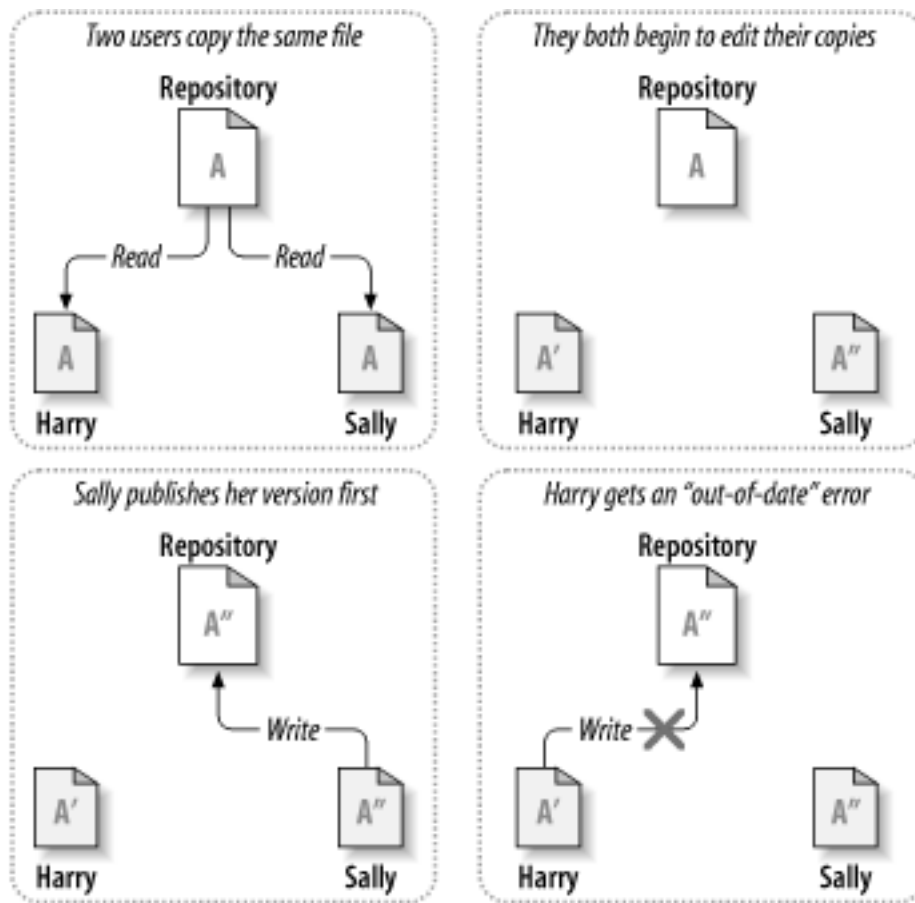 Two users copy the same file
Repository
A
Read Read
A A
Harry Sally
They both begin to edit their copies
Repository
A
A' A"
Harry Sally
Sally publishes her version first
Repository
A"
Write
A' A"
Harry Sally
Harry gets an “out-of-date” error
Repository
A"
Write
A' A"
Harry Sally